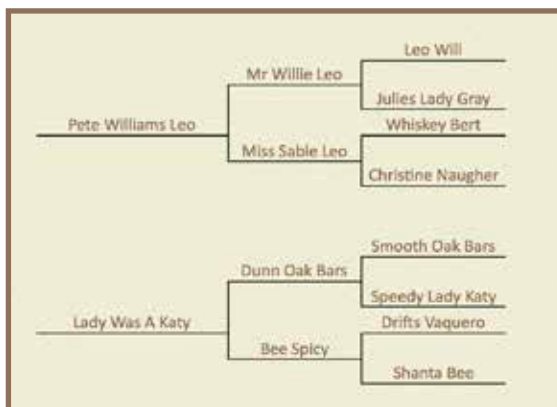 Leo Will
Mr Willie Leo
Julies Lady Gray
Pete Williams Leo
Whiskey Bert
Miss Sable Leo
Christine Naugher
Smooth Oak Bars
Dunn Oak Bars
Speedy Lady Katy
Lady Was A Katy
Drifts Vaquero
Bee Spicy
Shanta Bee